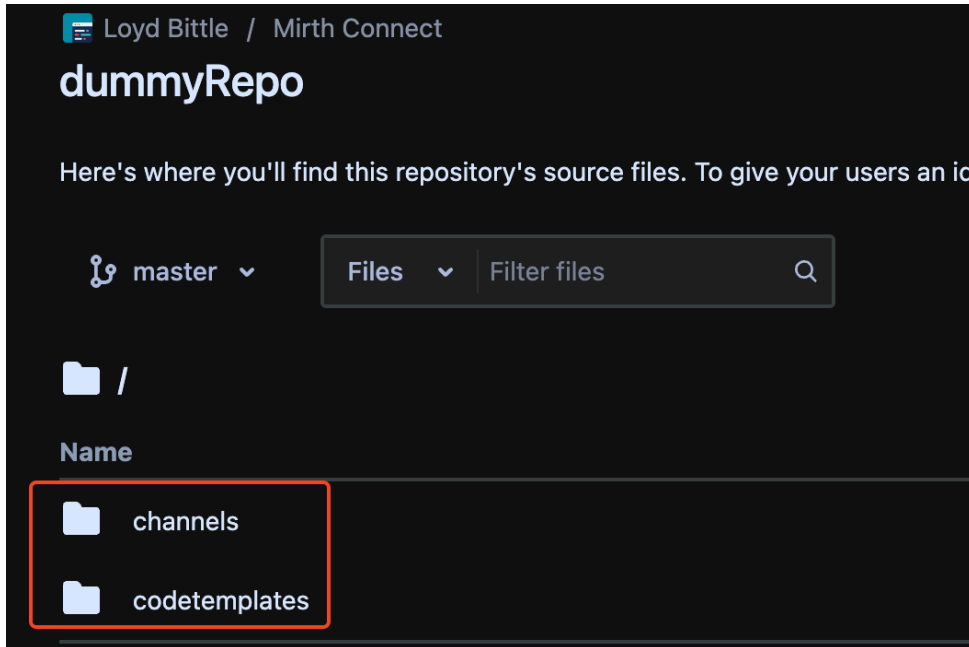 Loyd Bittle / Mirth Connect
dummyRepo
Here's where you'll find this repository's source files. To give your users an
master Files Filter files
/
Name
channels
codetemplates